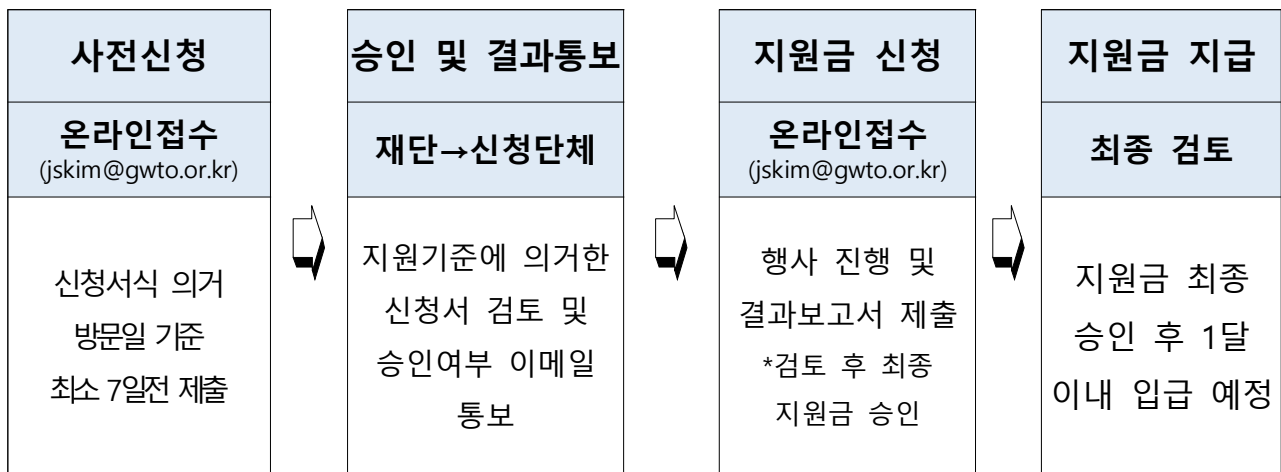 사전신청
온라인접수
(jskim@gwto.or.kr)
신청서식 의거
방문일 기준
최소 7일전 제출
승인 및 결과통보
재단→신청단체
지원기준에 의거한
신청서 검토 및
승인여부 이메일
통보
지원금 신청
온라인접수
(jskim@gwto.or.kr)
행사 진행 및
결과보고서 제출
*검토 후 최종
지원금 승인
지원금 지급
최종 검토
지원금 최종
승인 후 1달
이내 입급 예정